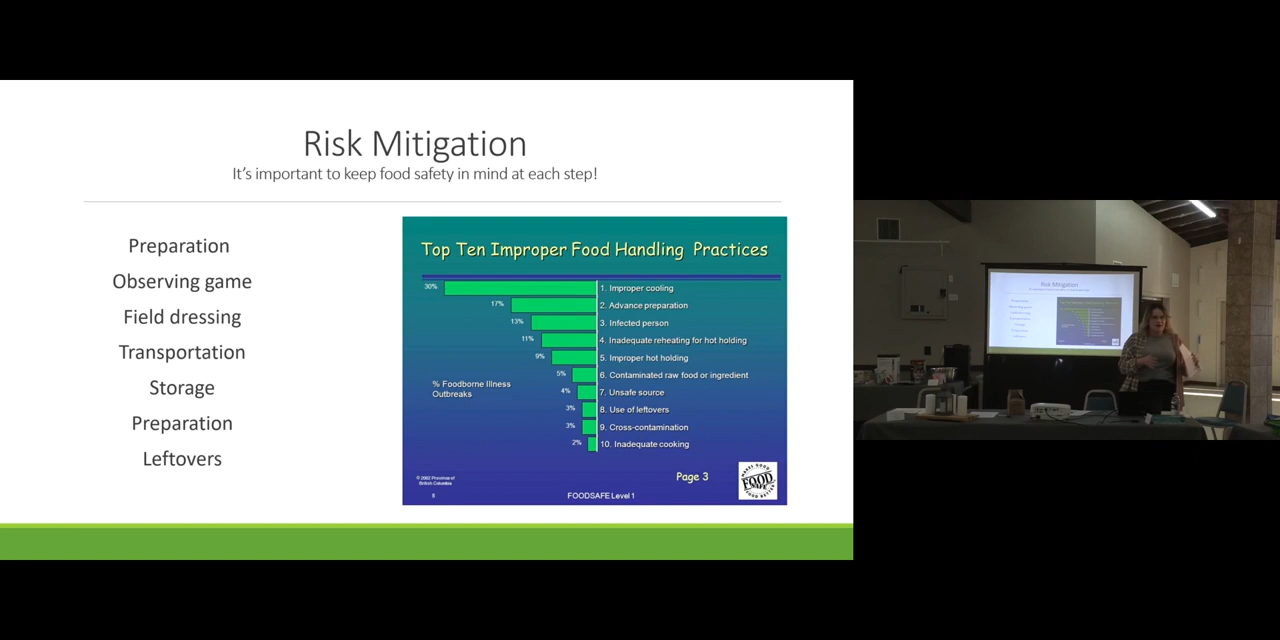 Risk Mitigation
It's important to keep food safety in mind at each step!
Preparation
Observing game
Field dressing
Transportation
Storage
Preparation
Leftovers
Top Ten Improper Food Handling Practices
30% 1. Improper cooling
17% 2. Advance preparation
13% 3. Infected person
11% 4. Inadequate reheating for hot holding
9% 5. Improper hot holding
5% 6. Contaminated raw food or ingredient
4% 7. Unsafe source
3% 8. Use of leftovers
3% 9. Cross-contamination
2% 10. Inadequate cooking
% Foodborne Illness
Outbreaks
Page 3
© 2002 Province of
British Columbia
8
FOODSAFE Level 1
FOOD
SAFE
Risk Mitigation